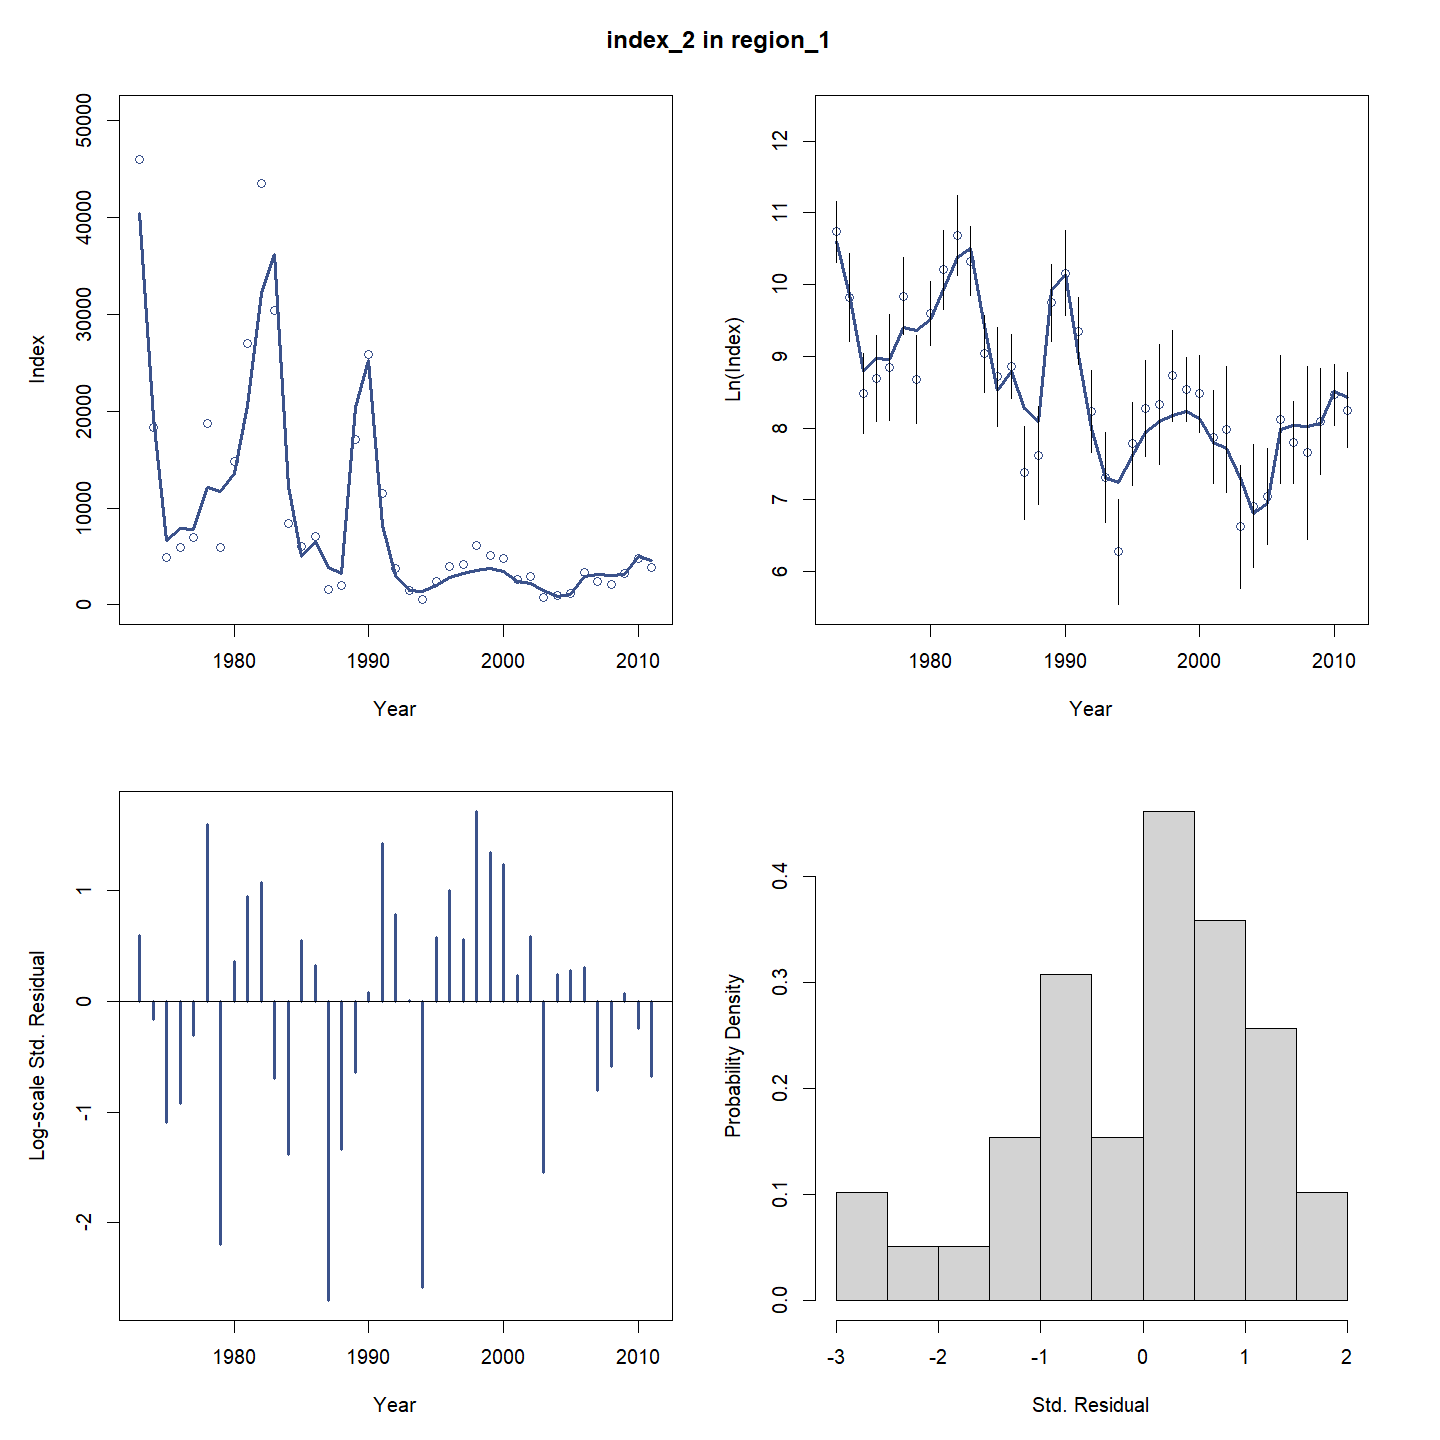 index_2 in region_1
50000
40000
30000
20000
10000
0
Index
1980 1990 2000 2010
Year
12
11
10
9
8
7
6
Ln(Index)
1980 1990 2000 2010
Year
1
0
-1
-2
Log-scale Std. Residual
1980 1990 2000 2010
Year
0.4
0.3
0.2
0.1
0.0
Probability Density
-3 -2 -1 0 1 2
Std. Residual